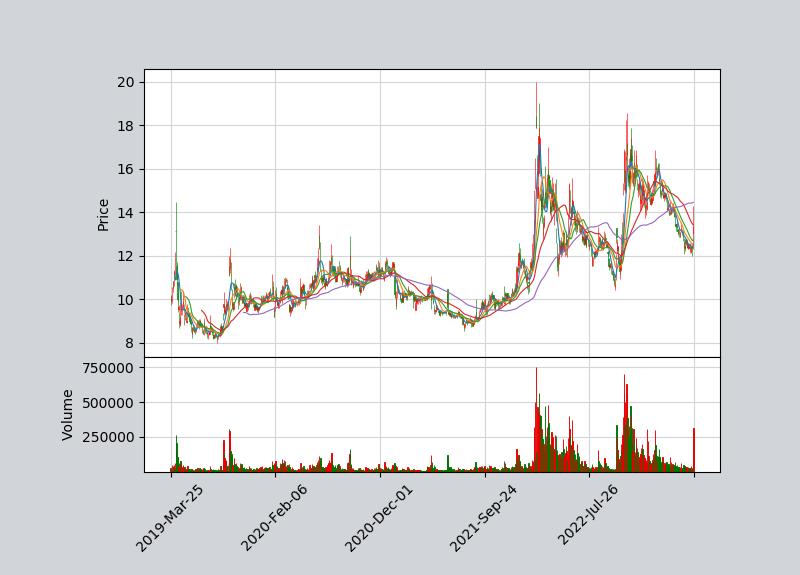 20
18
16
14
12
10
8
Price
750000
500000
250000
Volume
2019-Mar-25
2020-Feb-06
2020-Dec-01
2021-Sep-24
2022-Jul-26